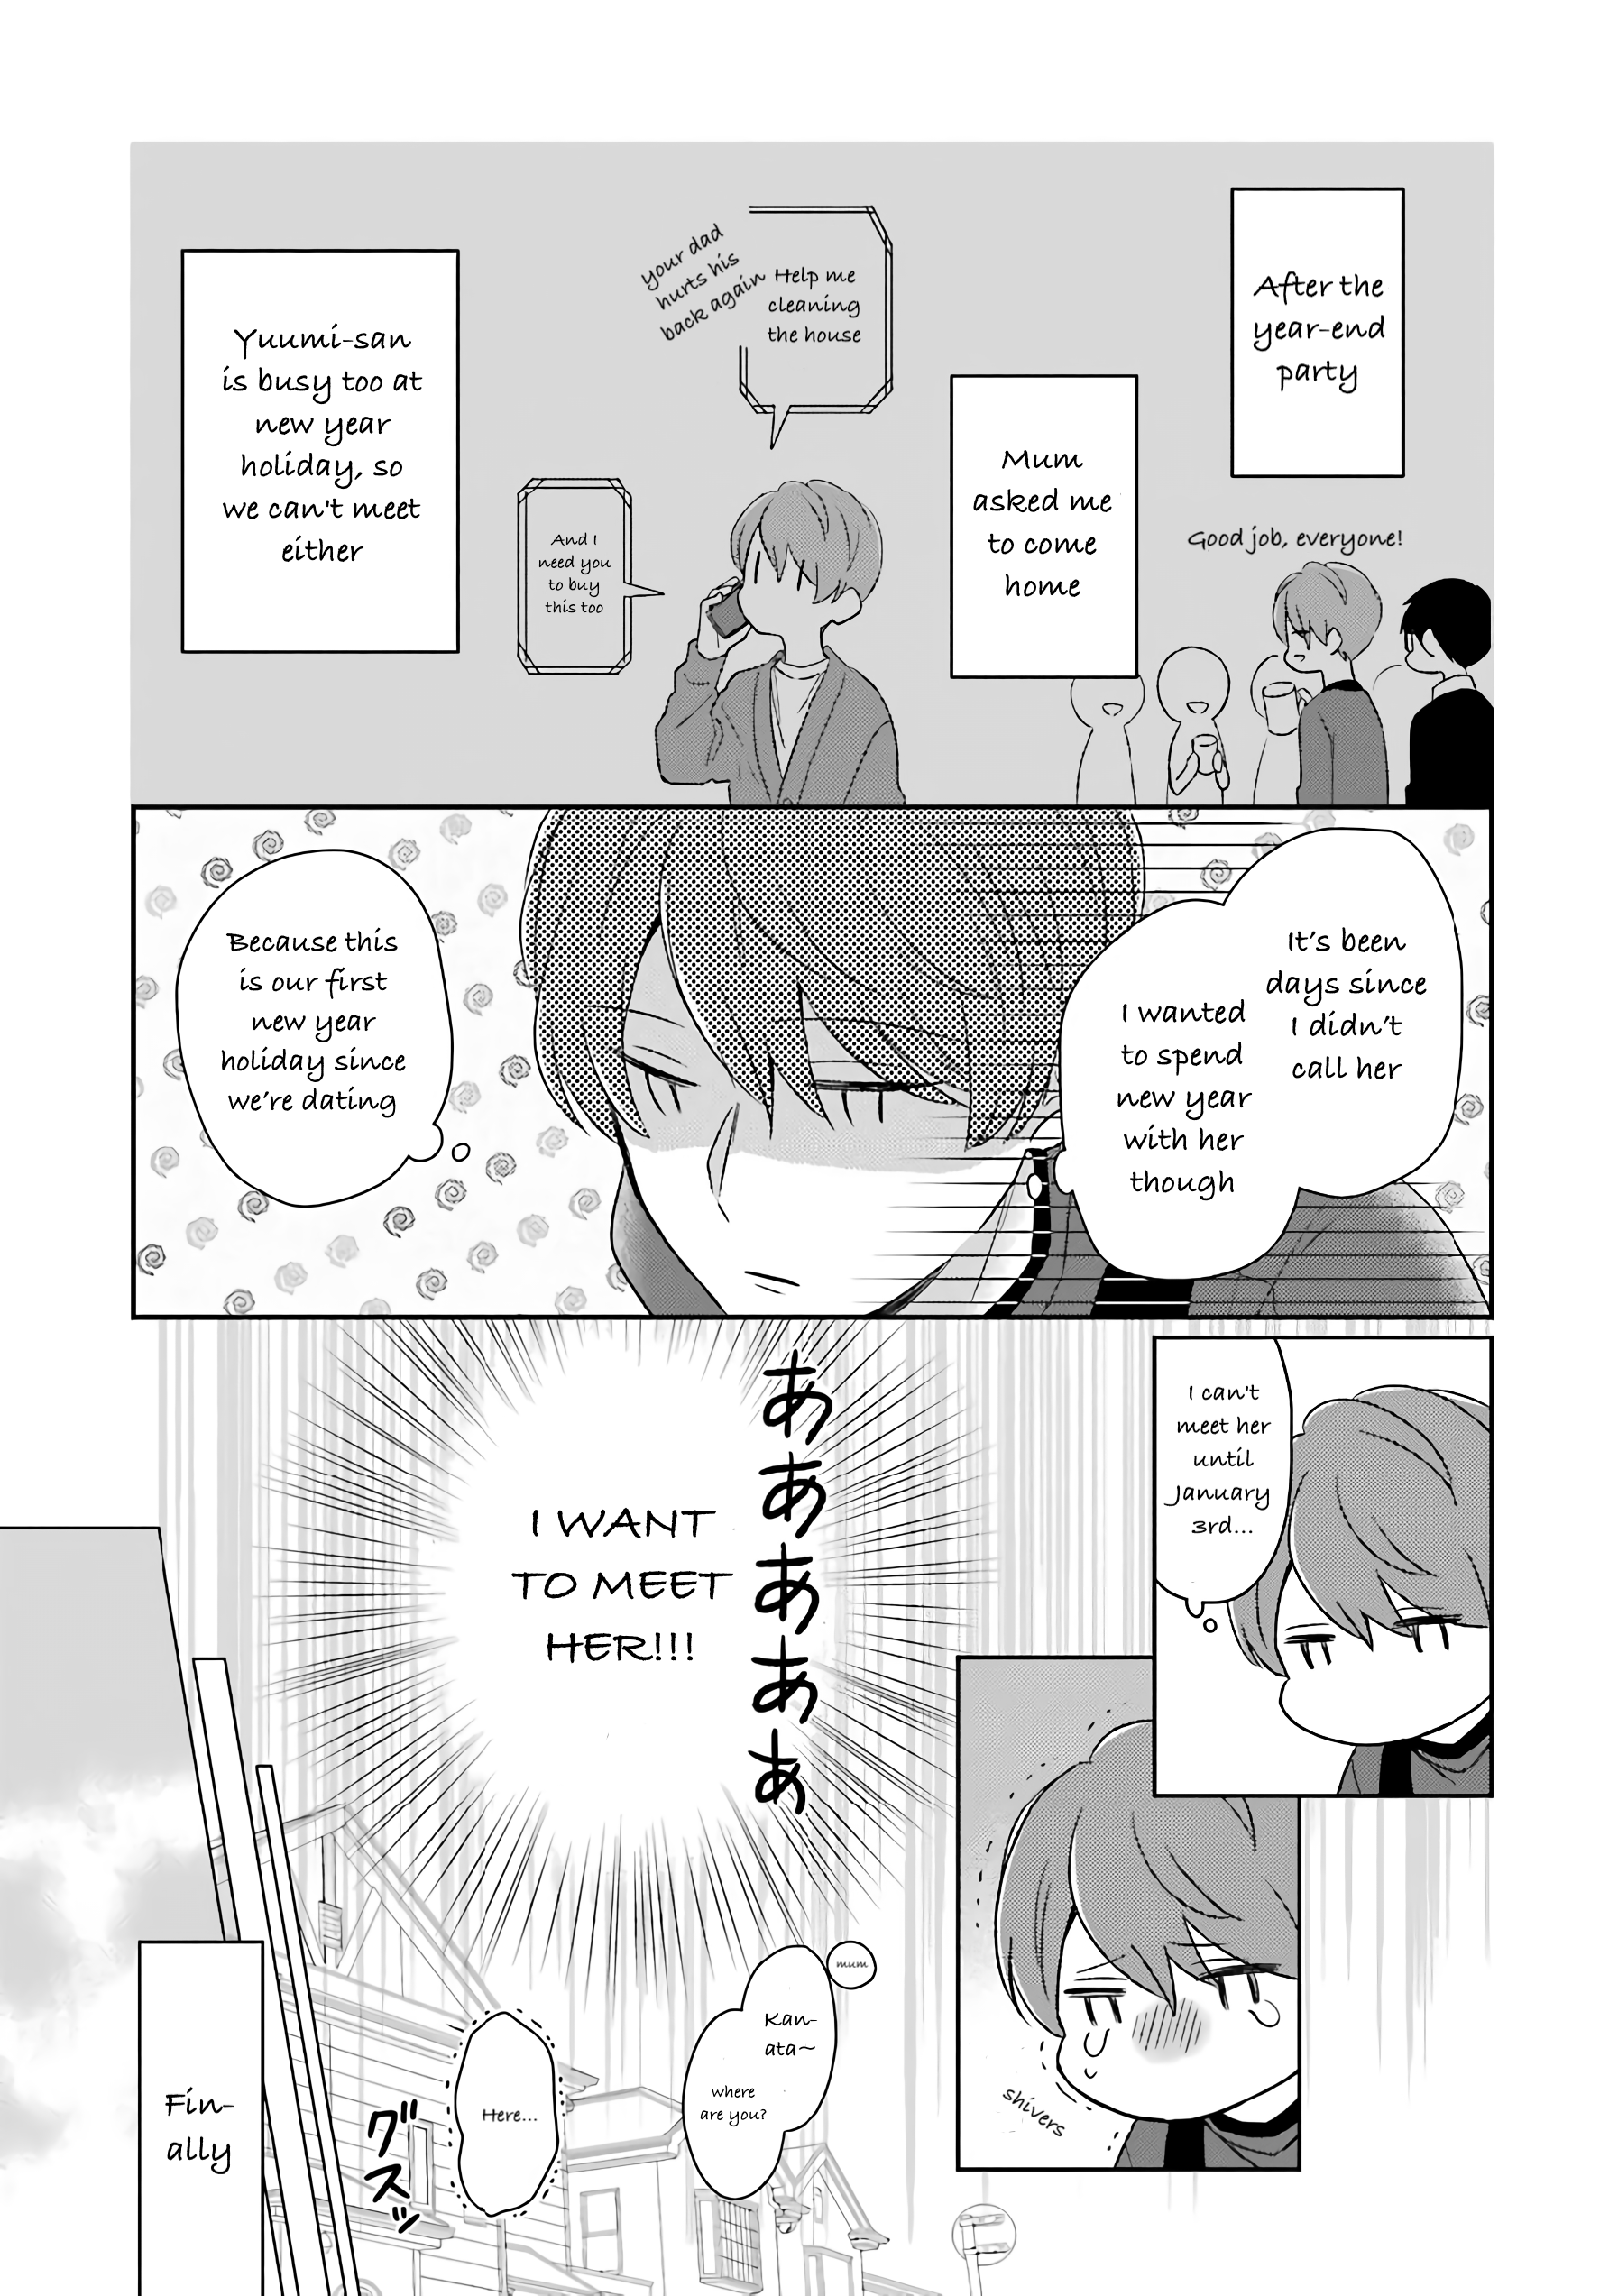 After the
year-end
party
Good job, everyone!
Mum
asked me
to come
home
Help me
cleaning
the house
your dad
hurts his
back again
And I
need you
to buy
this too
Yuumi-san
is busy too at
new year
holiday, so
we can't meet
either
It's been
days since
I didn't
call her
I wanted
to spend
new year
with her
though
Because this
is our first
new year
holiday since
we're dating
I can't
meet her
until
January
3rd...
shivers
あああああ
I WANT
TO MEET
HER!!!
mum
Kan-
ata~
where
are you?
Here...
グスッ
Fin-
ally